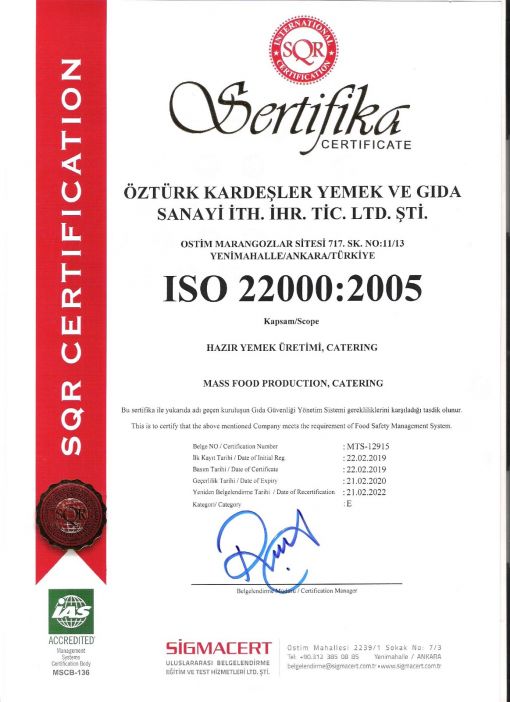 INTERNATIONAL
SQR
CERTIFICATION
Sertifika
CERTIFICATE
SQR CERTIFICATION
ÖZTÜRK KARDEŞLER YEMEK VE GIDA
SANAYİ İTH. İHR. TİC. LTD. ŞTİ.
OSTİM MARANGOZLAR SİTESİ 717. SK. NO:11/13
YENİMAHALLE/ANKARA/TÜRKİYE
ISO 22000:2005
Kapsam/Scope
HAZIR YEMEK ÜRETİMİ, CATERING
MASS FOOD PRODUCTION, CATERING
Bu sertifika ile yukarıda adı geçen kuruluşun Gıda Güvenliği Yönetim Sistemi gerekliliklerini karşıladığı tasdik olunur.
This is to certify that the above mentioned Company meets the requirement of Food Safety Management System.
Belge NO / Certification Number : MTS-12915
İlk Kayıt Tarihi / Date of Initial Reg : 22.02.2019
Basım Tarihi / Date of Certificate : 22.02.2019
Geçerlilik Tarihi / Date of Expiry : 21.02.2020
Yeniden Belgelendirme Tarihi / Date of Recertification : 21.02.2022
Kategori/ Category : E
Belgelendirme Müdürü / Certification Manager
SQR
IAS
ACCREDITED
Management
Systems
Certification Body
MSCB-136
SİGMACERT
ULUSLARARASI BELGELENDİRME
EĞİTİM VE TEST HİZMETLERİ LTD. ŞTİ.
Ostim Mahallesi 2239/1 Sokak No: 7/3
Tel: +90.312 385 00 85 Yenimahalle / ANKARA
belgelendirme@sigmacert.com.tr • www.sigmacert.com.tr